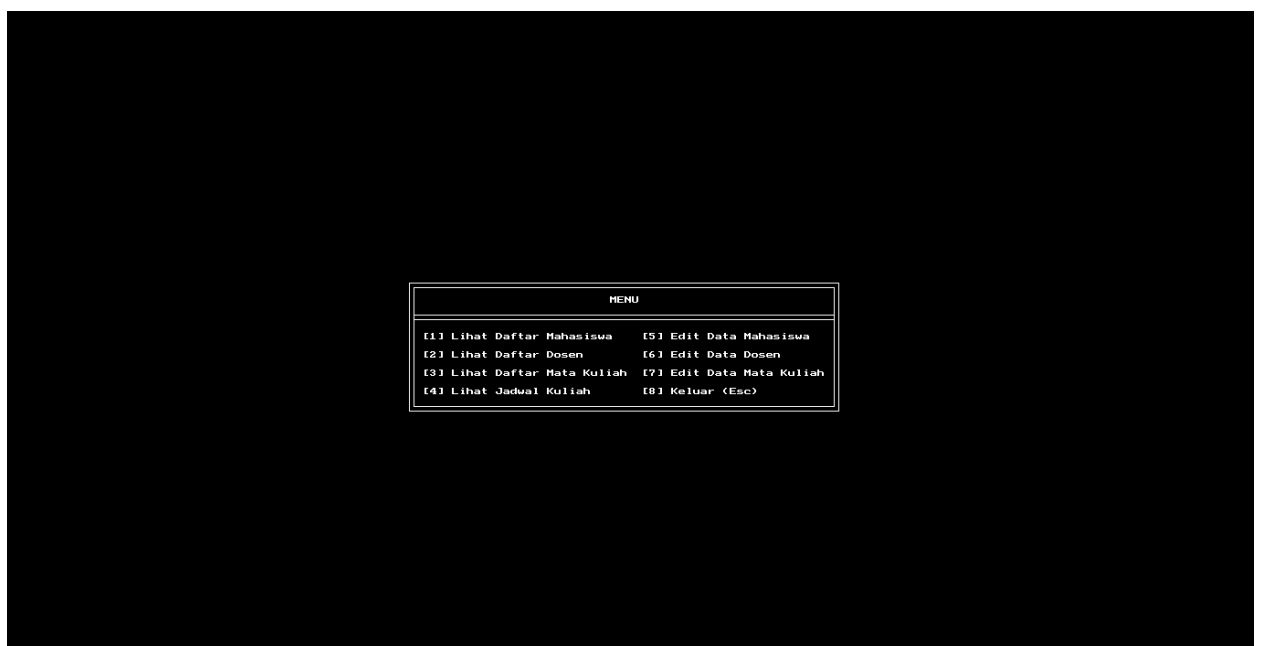 MENU
[1] Lihat Daftar Mahasiswa [5] Edit Data Mahasiswa
[2] Lihat Daftar Dosen [6] Edit Data Dosen
[3] Lihat Daftar Mata Kuliah [7] Edit Data Mata Kuliah
[4] Lihat Jadwal Kuliah [8] Keluar (Esc)